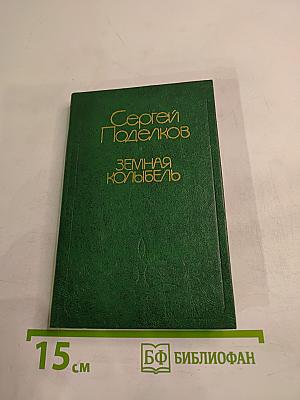 Сергей
Поделков
ЗЕМНАЯ
КОЛЫБЕЛЬ
15 см
БФ БИБЛИОФАН